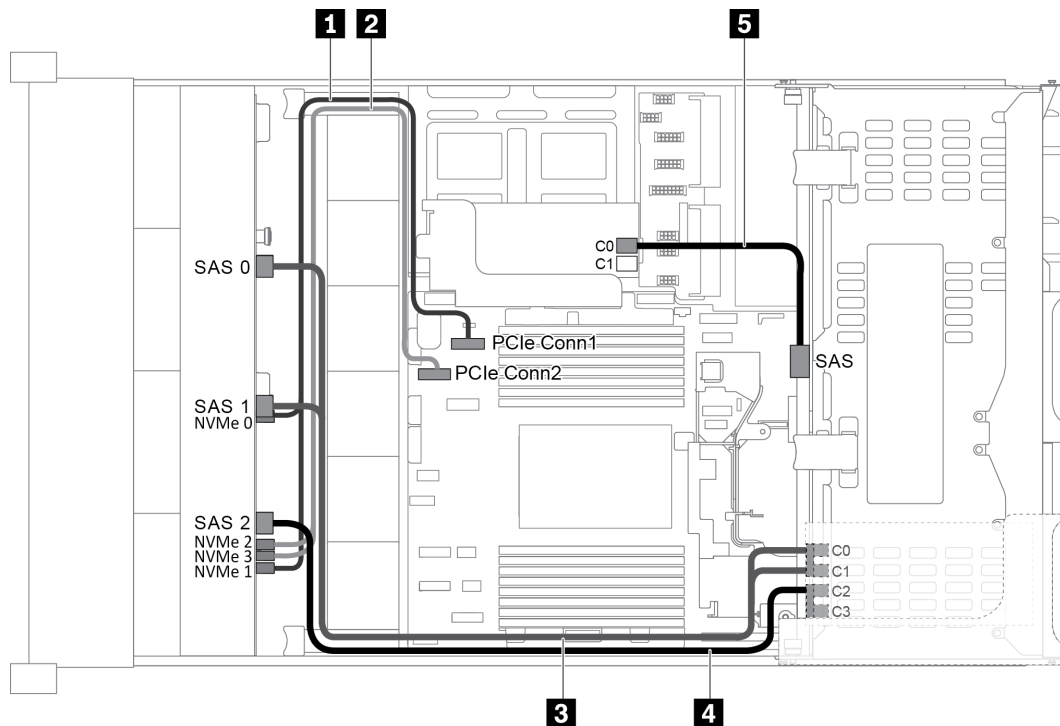 1 2 5
C0
C1
SAS 0
PCIe Conn1
SAS
PCIe Conn2
SAS 1
NVMe 0
SAS 2
NVMe 2
NVMe 3
NVMe 1
C0
C1
C2
C3
3 4